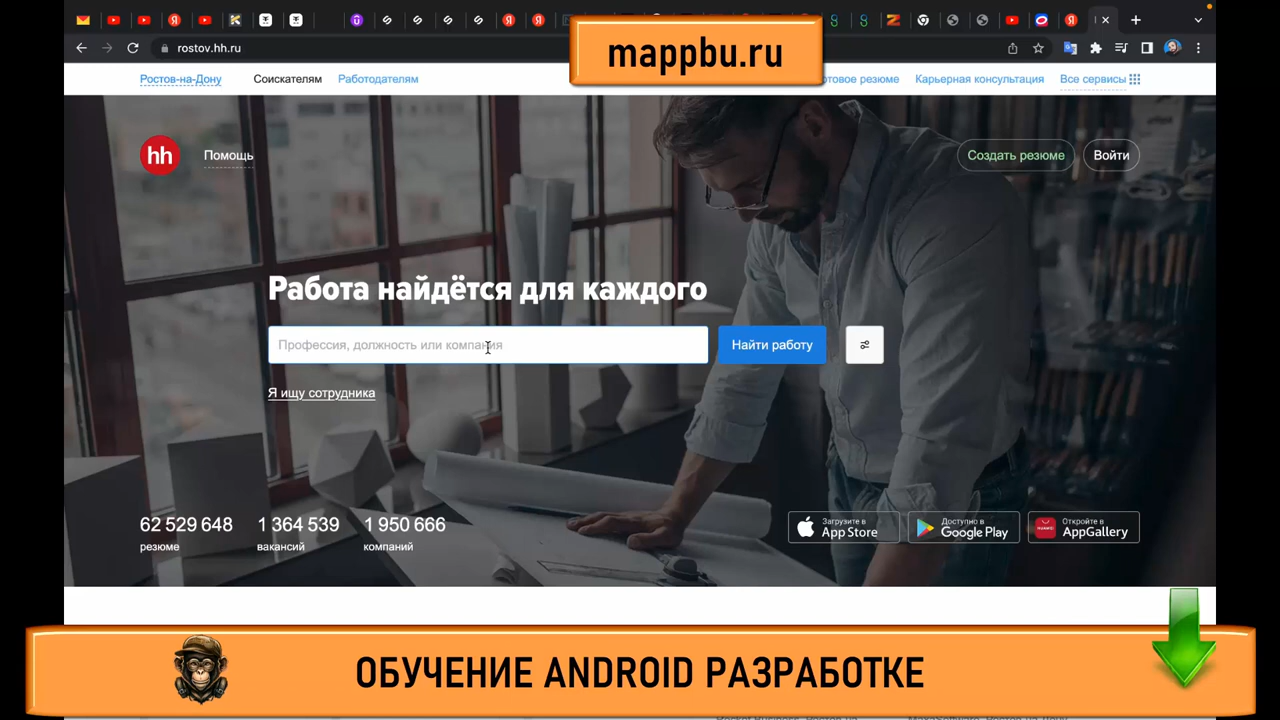 mappbu.ru
rostov.hh.ru
Ростов-на-Дону
Соискателям
Работодателям
Карьерная консультация
Все сервисы
hh
Помощь
Создать резюме
Войти
Работа найдётся для каждого
Профессия, должность или компания
Найти работу
Я ищу сотрудника
62 529 648
резюме
1 364 539
вакансий
1 950 666
компаний
Загрузите в
App Store
Доступно в
Google Play
Откройте в
AppGallery
ОБУЧЕНИЕ ANDROID РАЗРАБОТКЕ